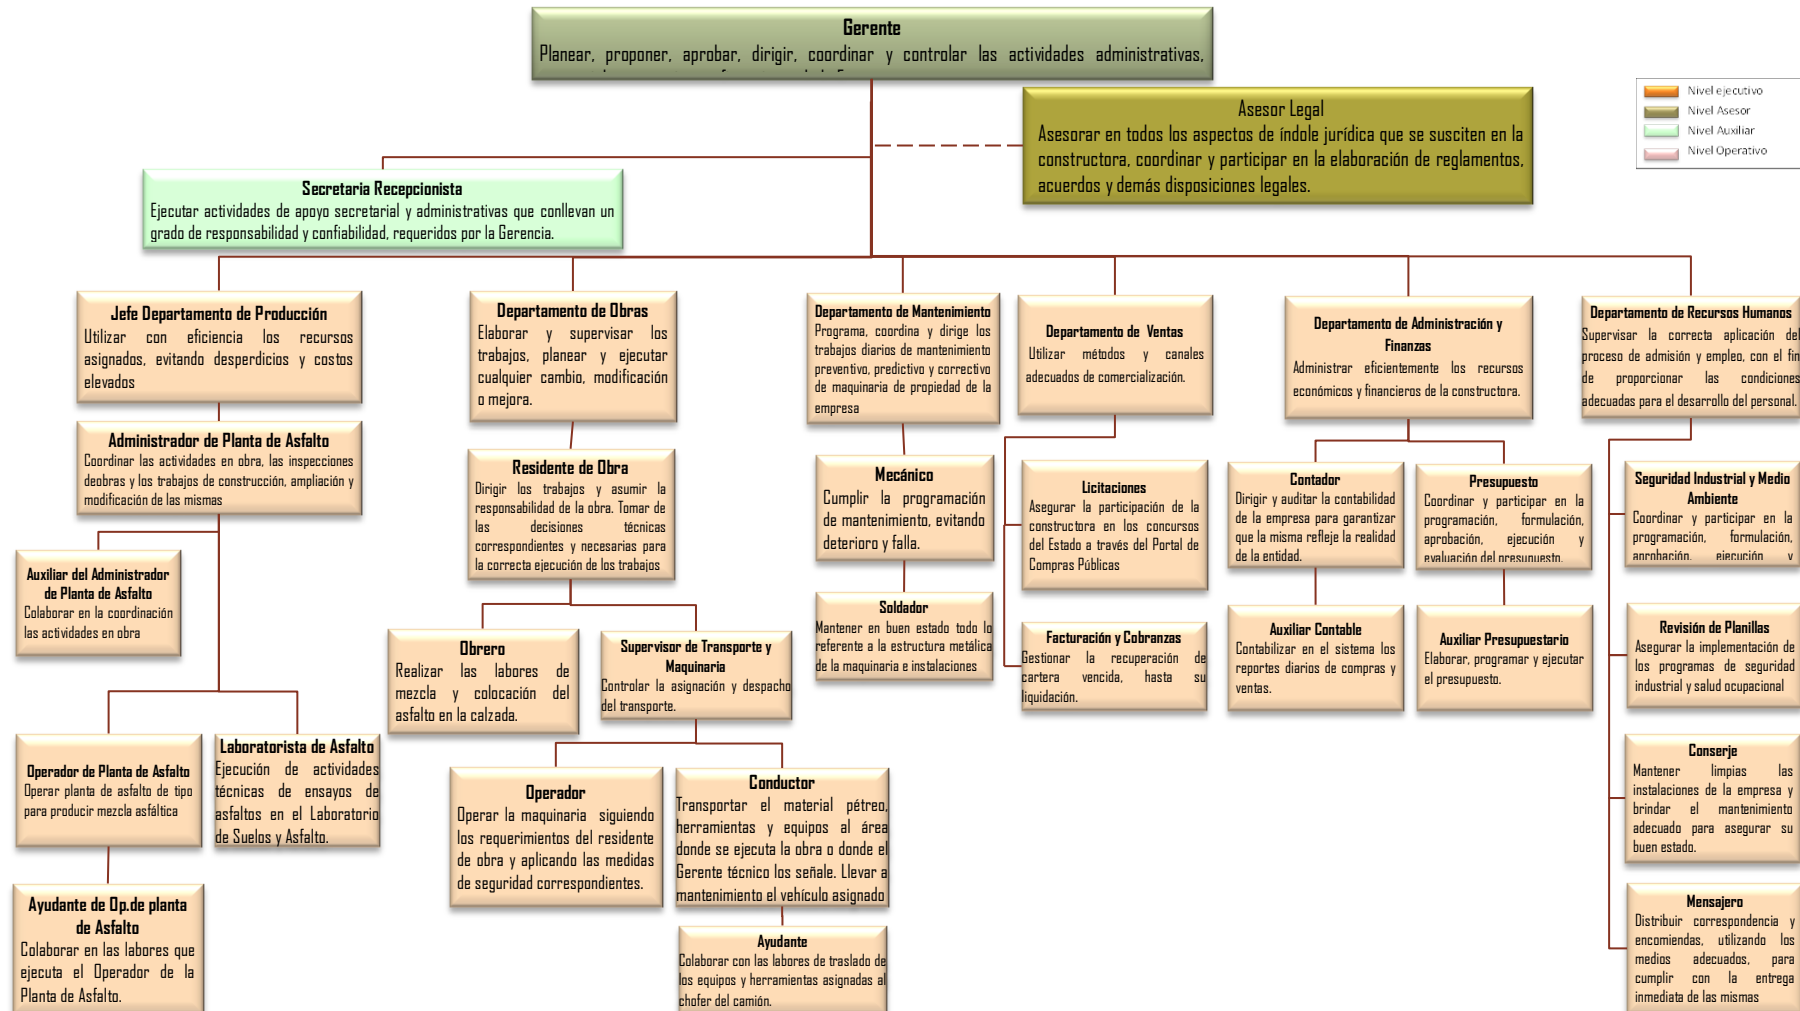 Gerente
Planear, proponer, aprobar, dirigir, coordinar y controlar las actividades administrativas,
Nivel ejecutivo
Nivel Asesor
Nivel Auxiliar
Nivel Operativo
Asesor Legal
Asesorar en todos los aspectos de índole jurídica que se susciten en la
constructora, coordinar y participar en la elaboración de reglamentos,
acuerdos y demás disposiciones legales.
Secretaria Recepcionista
Ejecutar actividades de apoyo secretarial y administrativas que conllevan un
grado de responsabilidad y confiabilidad, requeridos por la Gerencia.
Jefe Departamento de Producción
Utilizar con eficiencia los recursos
asignados, evitando desperdicios y costos
elevados
Departamento de Obras
Elaborar y supervisar los
trabajos, planear y ejecutar
cualquier cambio, modificación
o mejora.
Departamento de Mantenimiento
Programa, coordina y dirige los
trabajos diarios de mantenimiento
preventivo, predictivo y correctivo
de maquinaria de propiedad de la
empresa
Departamento de Ventas
Utilizar métodos y canales
adecuados de comercialización.
Departamento de Administración y
Finanzas
Administrar eficientemente los recursos
económicos y financieros de la constructora.
Departamento de Recursos Humanos
Supervisar la correcta aplicación del
proceso de admisión y empleo, con el fin
de proporcionar las condiciones
adecuadas para el desarrollo del personal.
Administrador de Planta de Asfalto
Coordinar las actividades en obra, las inspecciones
deobras y los trabajos de construcción, ampliación y
modificación de las mismas
Residente de Obra
Dirigir los trabajos y asumir la
responsabilidad de la obra. Tomar de
las decisiones técnicas
correspondientes y necesarias para
la correcta ejecución de los trabajos
Mecánico
Cumplir la programación
de mantenimiento, evitando
deterioro y falla.
Licitaciones
Asegurar la participación de la
constructora en los concursos
del Estado a través del Portal de
Compras Públicas
Contador
Dirigir y auditar la contabilidad
de la empresa para garantizar
que la misma refleje la realidad
de la entidad.
Presupuesto
Coordinar y participar en la
programación, formulación,
aprobación, ejecución y
evaluación del presupuesto.
Seguridad Industrial y Medio
Ambiente
Coordinar y participar en la
programación, formulación,
aprobación, ejecución y
Auxiliar del Administrador
de Planta de Asfalto
Colaborar en la coordinación
las actividades en obra
Obrero
Realizar las labores de
mezcla y colocación del
asfalto en la calzada.
Supervisor de Transporte y
Maquinaria
Controlar la asignación y despacho
del transporte.
Soldador
Mantener en buen estado todo lo
referente a la estructura metálica
de la maquinaria e instalaciones
Facturación y Cobranzas
Gestionar la recuperación de
cartera vencida, hasta su
liquidación.
Auxiliar Contable
Contabilizar en el sistema los
reportes diarios de compras y
ventas.
Auxiliar Presupuestario
Elaborar, programar y ejecutar
el presupuesto.
Revisión de Planillas
Asegurar la implementación de
los programas de seguridad
industrial y salud ocupacional
Operador de Planta de Asfalto
Operar planta de asfalto de tipo
para producir mezcla asfáltica
Laboratorista de Asfalto
Ejecución de actividades
técnicas de ensayos de
asfaltos en el Laboratorio
de Suelos y Asfalto.
Operador
Operar la maquinaria siguiendo
los requerimientos del residente
de obra y aplicando las medidas
de seguridad correspondientes.
Conductor
Transportar el material pétreo,
herramientas y equipos al área
donde se ejecuta la obra o donde el
Gerente técnico los señale. Llevar a
mantenimiento el vehículo asignado
Conserje
Mantener limpias las
instalaciones de la empresa y
brindar el mantenimiento
adecuado para asegurar su
buen estado.
Ayudante de Op.de planta
de Asfalto
Colaborar en las labores que
ejecuta el Operador de la
Planta de Asfalto.
Ayudante
Colaborar con las labores de traslado de
los equipos y herramientas asignadas al
chofer del camión.
Mensajero
Distribuir correspondencia y
encomiendas, utilizando los
medios adecuados, para
cumplir con la entrega
inmediata de las mismas